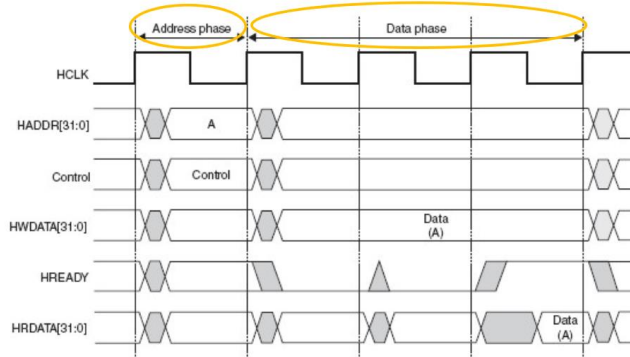 Address phase
Data phase
HCLK
HADDR[31:0]
A
Control
Control
HWDATA[31:0]
Data
(A)
HREADY
HRDATA[31:0]
Data
(A)